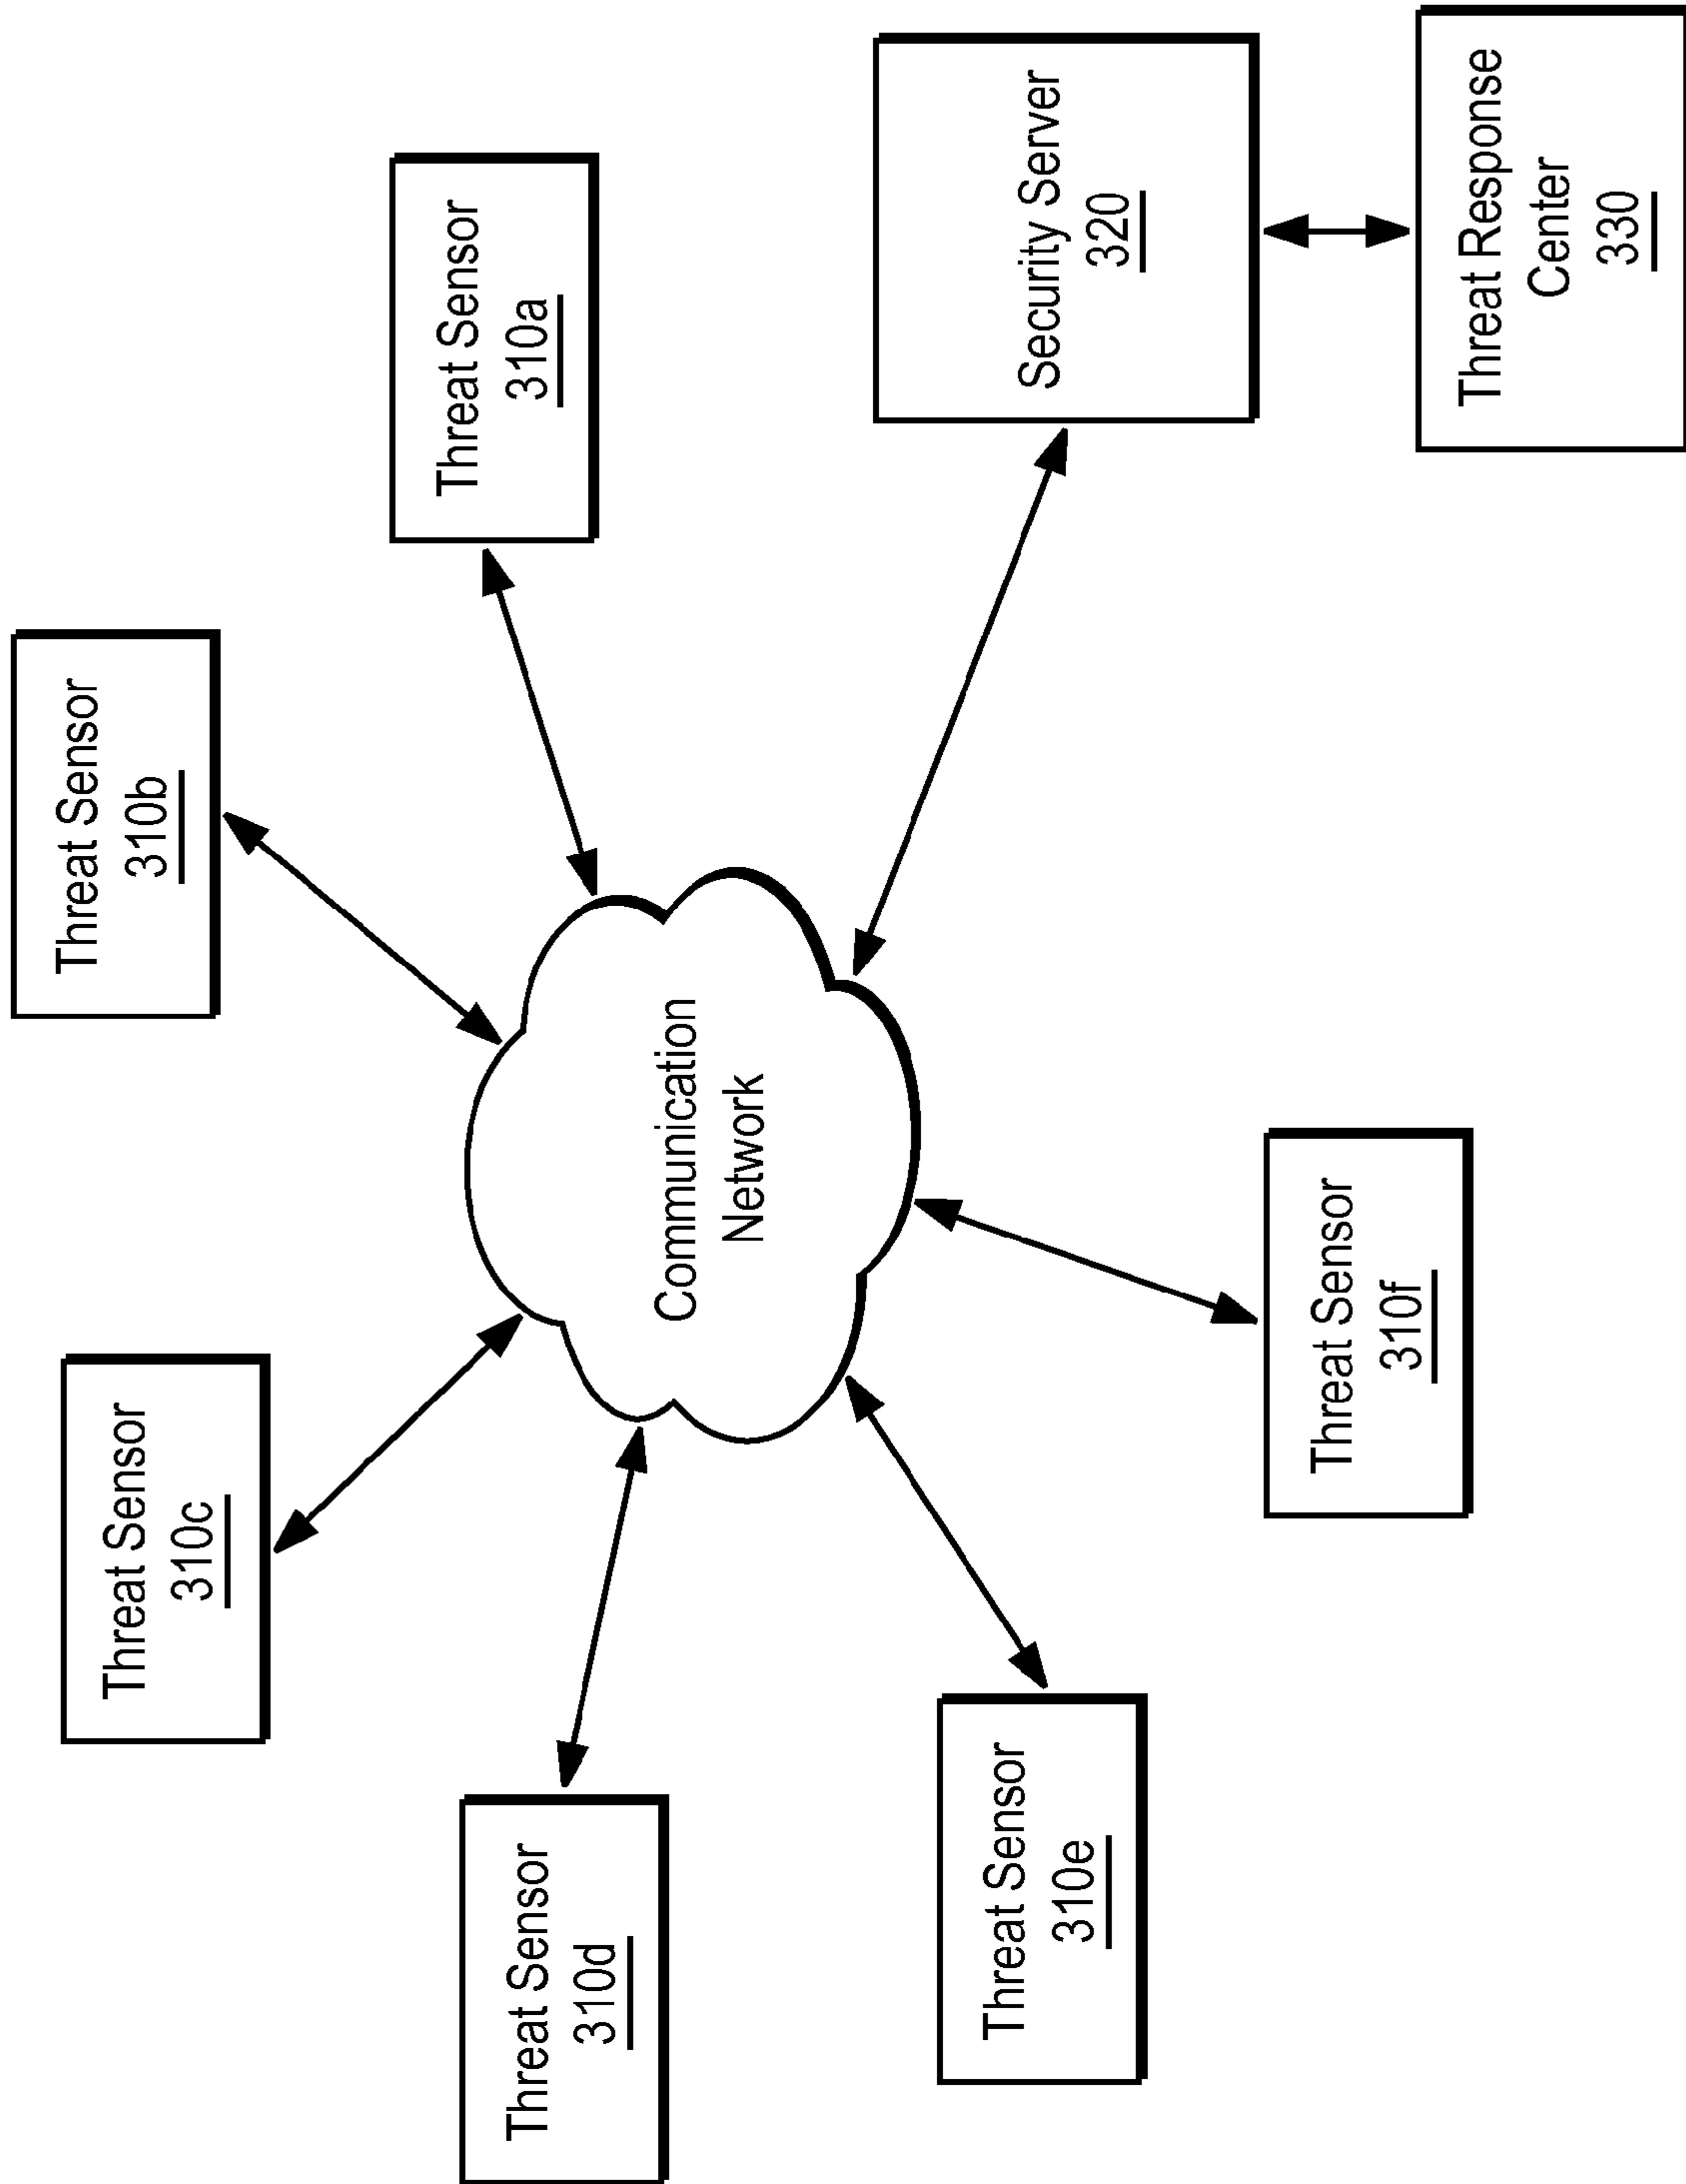 Threat Sensor
310c
Threat Sensor
310b
Threat Sensor
310d
Threat Sensor
310a
Communication
Network
Threat Sensor
310e
Security Server
320
Threat Sensor
310f
Threat Response
Center
330